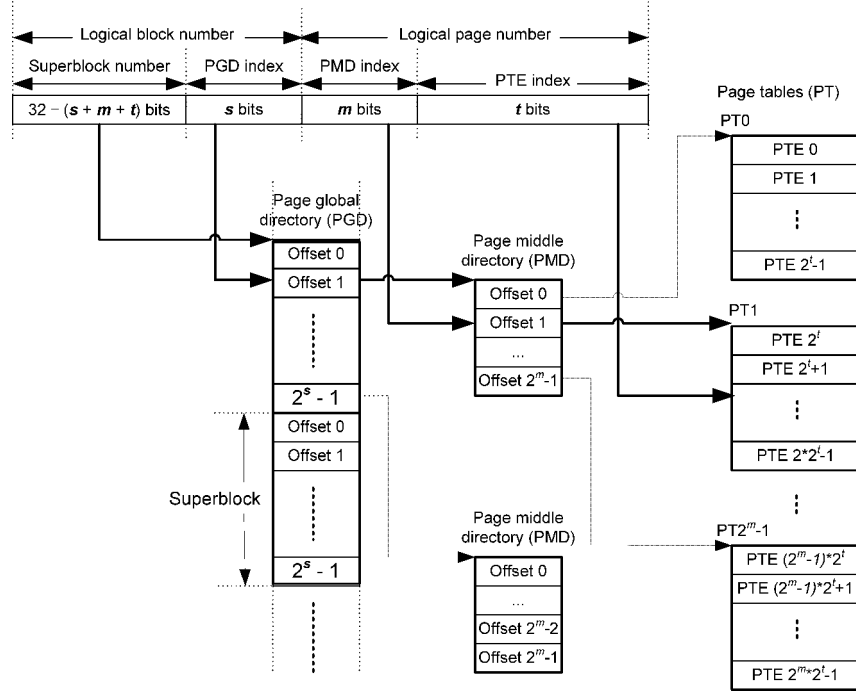 Logical block number
Logical page number
Superblock number
PGD index
PMD index
PTE index
32 − (s + m + t) bits
s bits
m bits
t bits
Page tables (PT)
PT0
PTE 0
PTE 1
PTE 2^t-1
Page global
directory (PGD)
Offset 0
Offset 1
2^s - 1
Offset 0
Offset 1
2^s - 1
Superblock
Page middle
directory (PMD)
Offset 0
Offset 1
...
Offset 2^m-1
PT1
PTE 2^t
PTE 2^t+1
PTE 2*2^t-1
Page middle
directory (PMD)
Offset 0
...
Offset 2^m-2
Offset 2^m-1
PT2^m-1
PTE (2^m-1)*2^t
PTE (2^m-1)*2^t+1
PTE 2^m*2^t-1